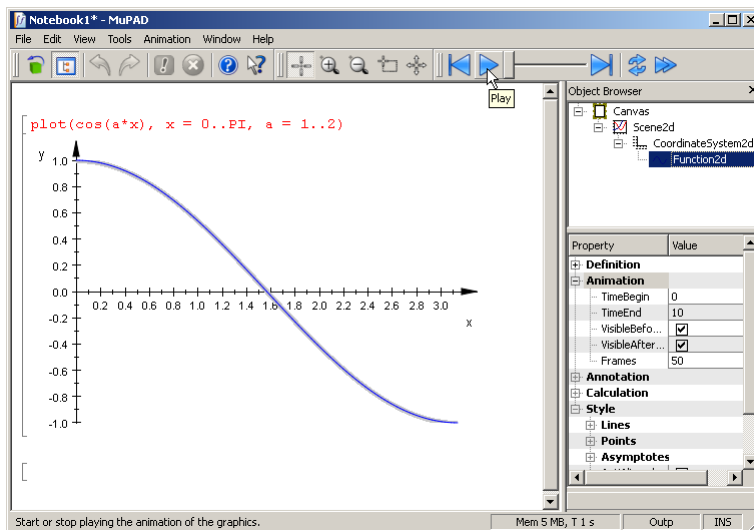 Notebook1* - MuPAD
File Edit View Tools Animation Window Help
Play
plot(cos(a*x), x = 0..PI, a = 1..2)
y
1.0
0.8
0.6
0.4
0.2
0.0
-0.2
-0.4
-0.6
-0.8
-1.0
0.2 0.4 0.6 0.8 1.0 1.2 1.4 1.6 1.8 2.0 2.2 2.4 2.6 2.8 3.0
x
Object Browser
Canvas
Scene2d
CoordinateSystem2d
Function2d
Property Value
Definition
Animation
TimeBegin 0
TimeEnd 10
VisibleBefo...
VisibleAfter...
Frames 50
Annotation
Calculation
Style
Lines
Points
Asymptotes
Start or stop playing the animation of the graphics.
Mem 5 MB, T 1 s Outp INS